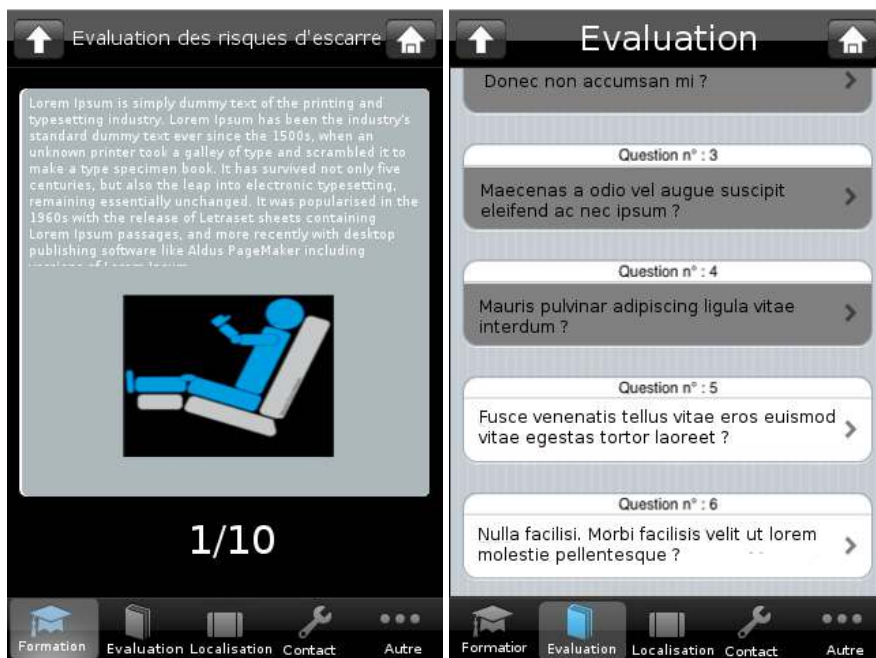 Evaluation des risques d'escarre
Lorem Ipsum is simply dummy text of the printing and
typesetting industry. Lorem Ipsum has been the industry's
standard dummy text ever since the 1500s, when an
unknown printer took a galley of type and scrambled it to
make a type specimen book. It has survived not only five
centuries, but also the leap into electronic typesetting,
remaining essentially unchanged. It was popularised in the
1960s with the release of Letraset sheets containing
Lorem Ipsum passages, and more recently with desktop
publishing software like Aldus PageMaker including
versions of Lorem Ipsum
1/10
Formation
Evaluation
Localisation
Contact
Autre
Evaluation
Donec non accumsan mi ?
Question n° : 3
Maecenas a odio vel augue suscipit
eleifend ac nec ipsum ?
Question n° : 4
Mauris pulvinar adipiscing ligula vitae
interdum ?
Question n° : 5
Fusce venenatis tellus vitae eros euismod
vitae egestas tortor laoreet ?
Question n° : 6
Nulla facilisi. Morbi facilisis velit ut lorem
molestie pellentesque ?
Formation
Evaluation
Localisation
Contact
Autre